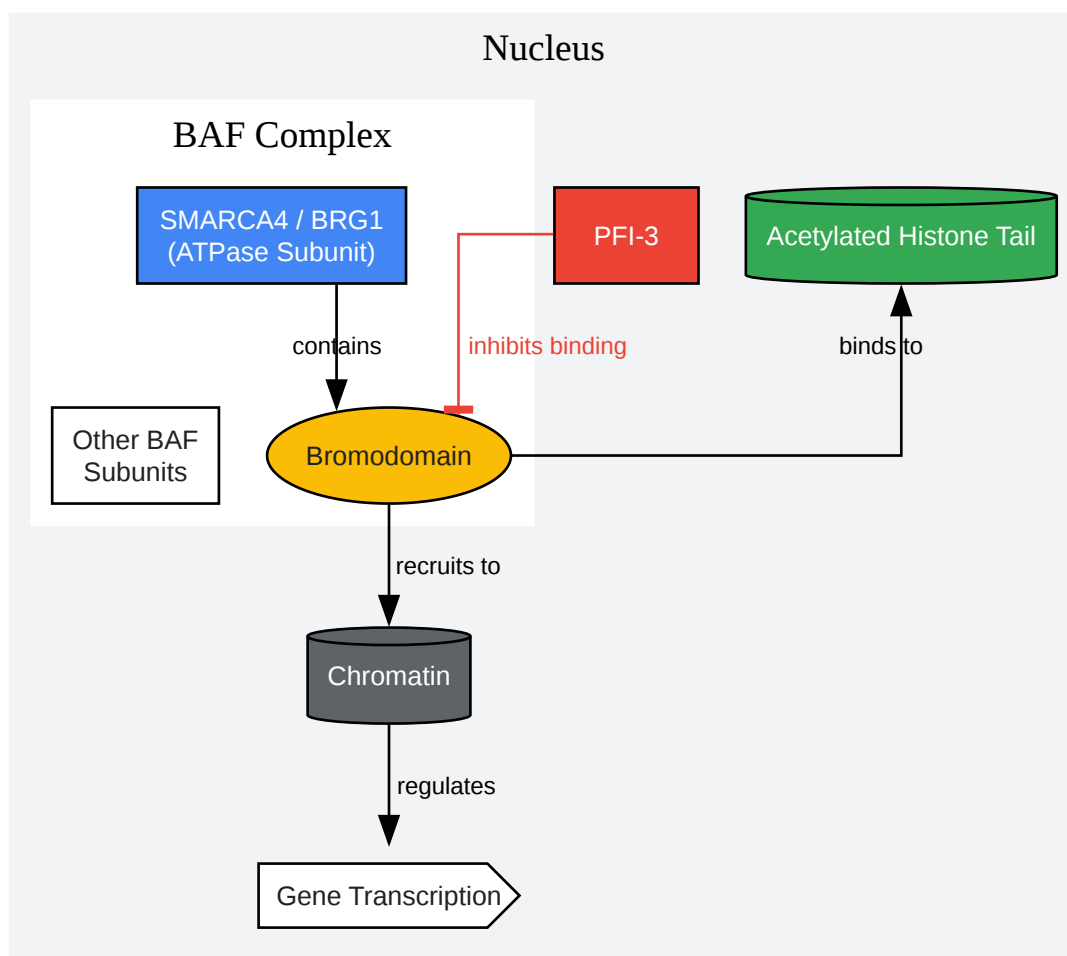 Nucleus
BAF Complex
SMARCA4 / BRG1
(ATPase Subunit)
PFI-3
Acetylated Histone Tail
contains
inhibits binding
binds to
Other BAF
Subunits
Bromodomain
recruits to
Chromatin
regulates
Gene Transcription